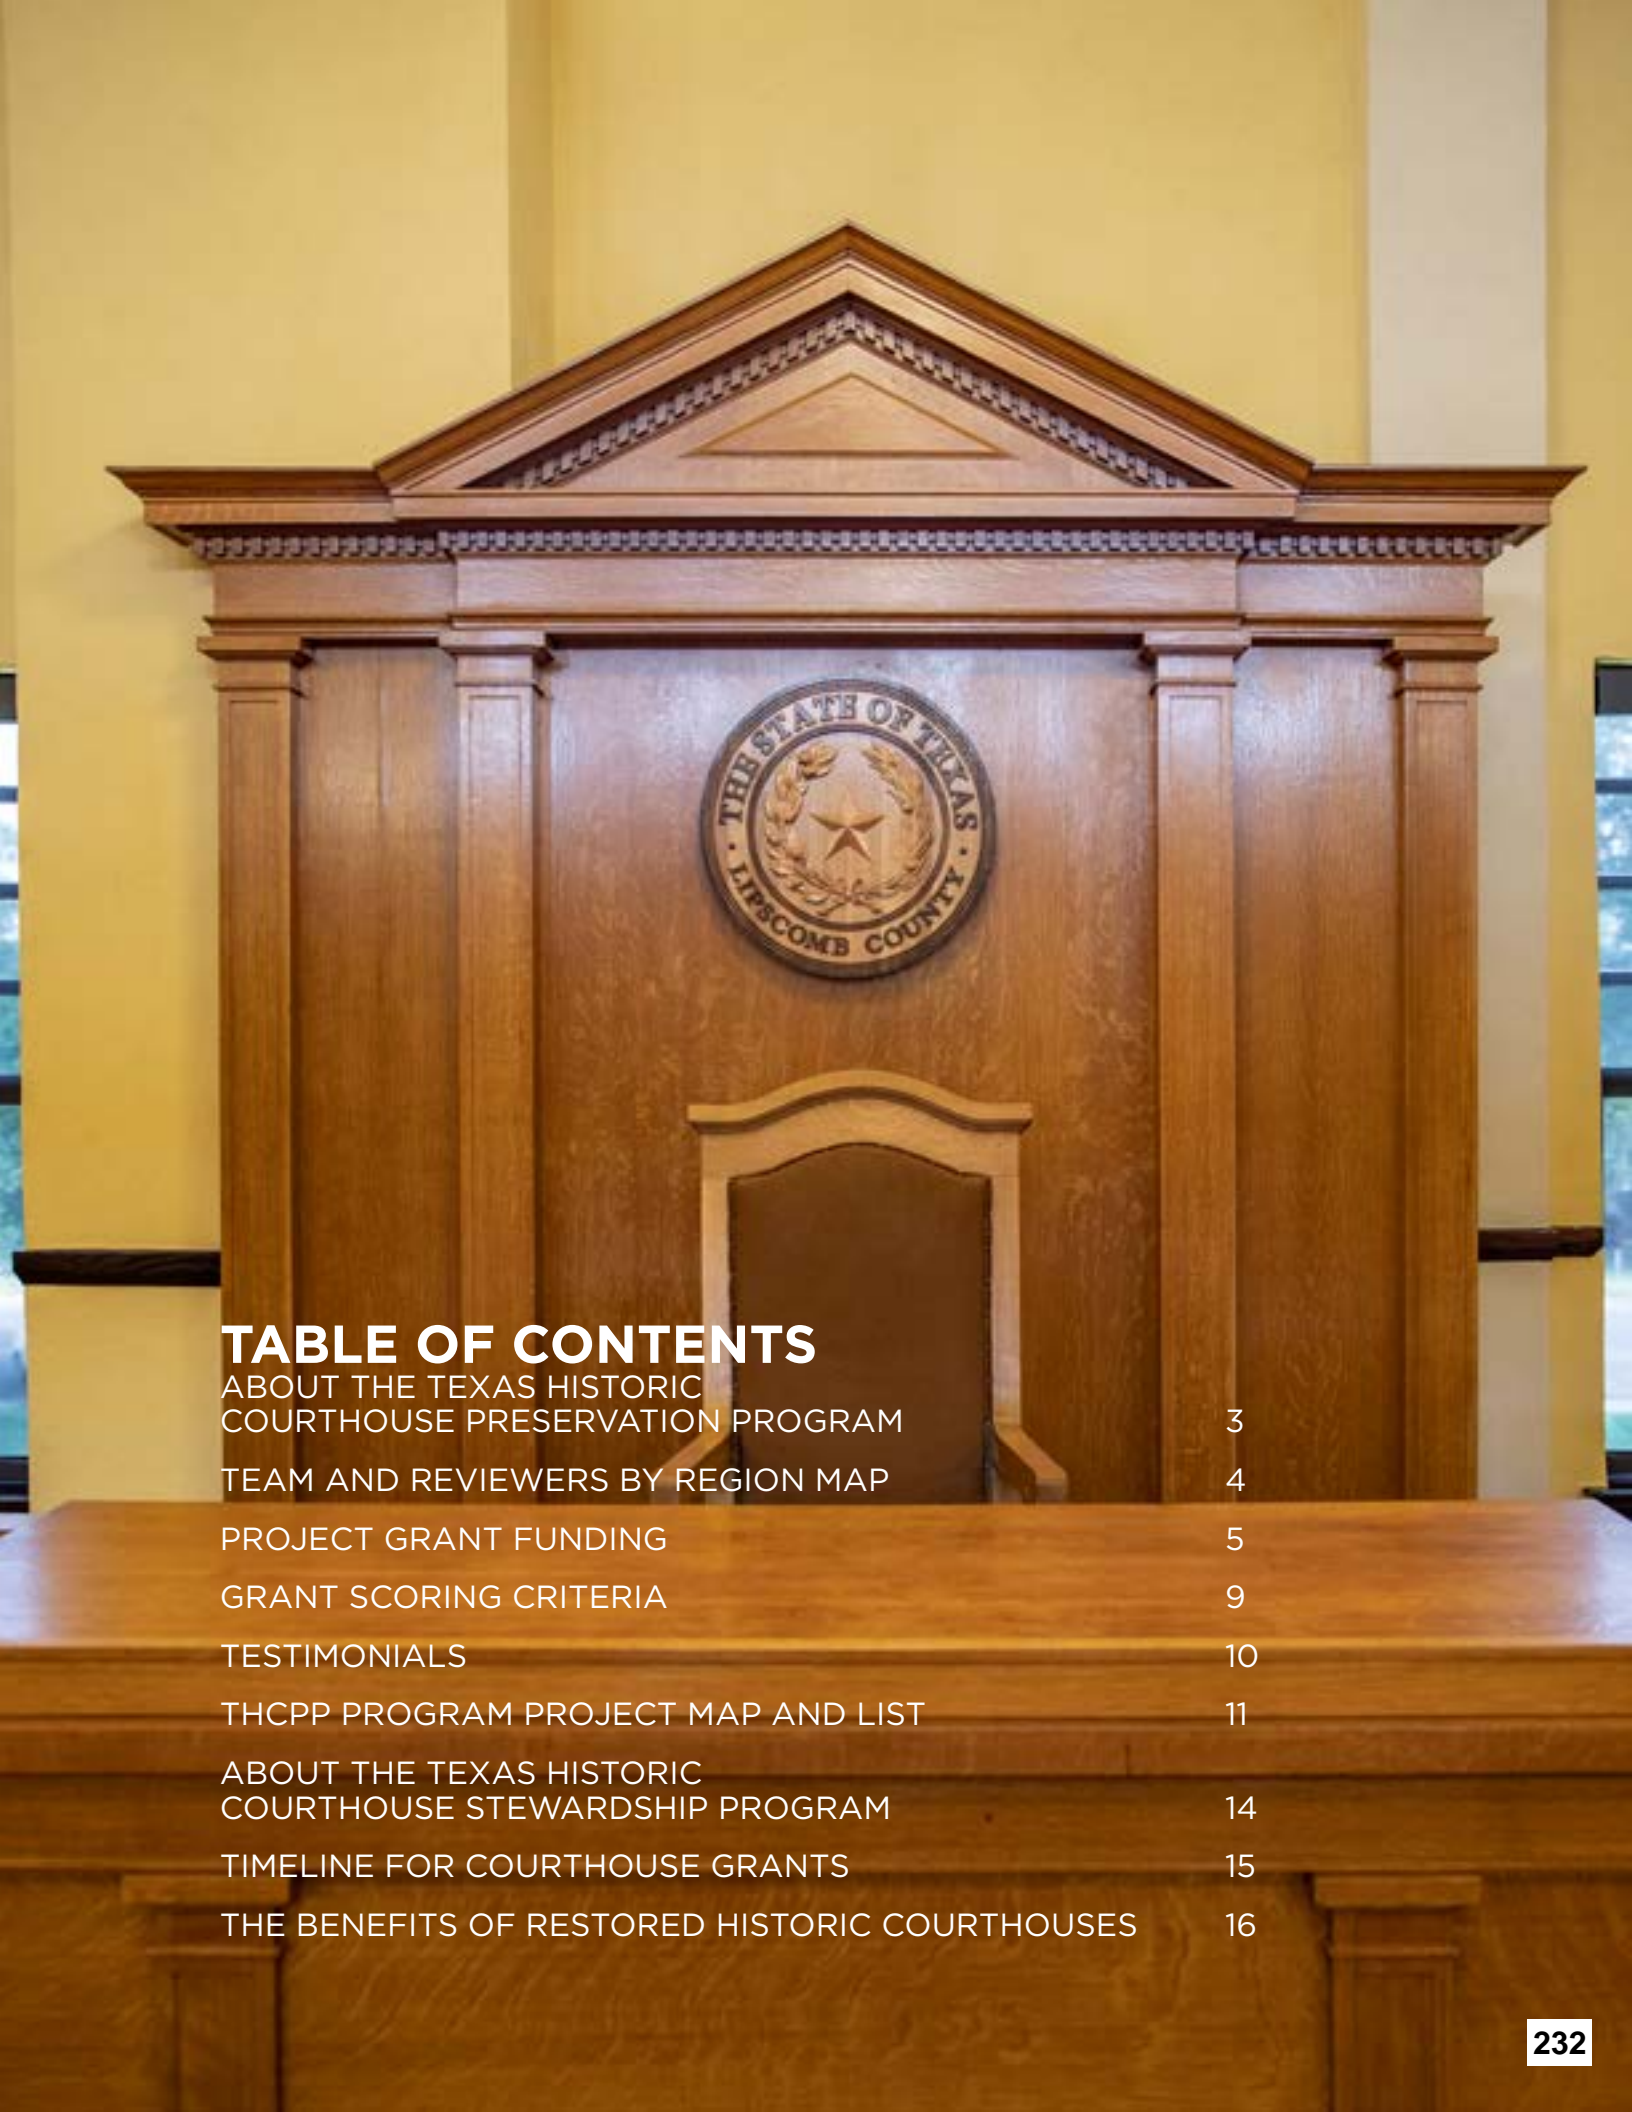 THE STATE OF TEXAS
LIPSCOMB COUNTY
TABLE OF CONTENTS
ABOUT THE TEXAS HISTORIC
COURTHOUSE PRESERVATION PROGRAM 3
TEAM AND REVIEWERS BY REGION MAP 4
PROJECT GRANT FUNDING 5
GRANT SCORING CRITERIA 9
TESTIMONIALS 10
THCPP PROGRAM PROJECT MAP AND LIST 11
ABOUT THE TEXAS HISTORIC
COURTHOUSE STEWARDSHIP PROGRAM 14
TIMELINE FOR COURTHOUSE GRANTS 15
THE BENEFITS OF RESTORED HISTORIC COURTHOUSES 16
232